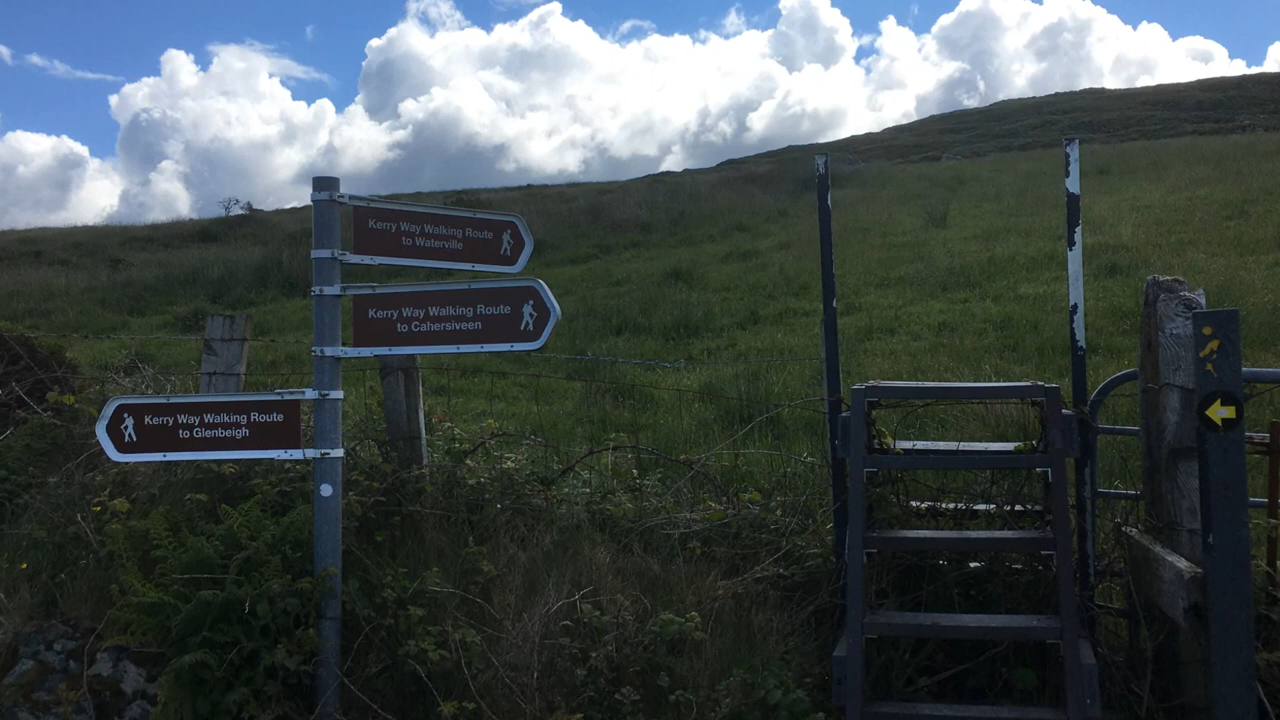 Kerry Way Walking Route
to Waterville
Kerry Way Walking Route
to Cahersiveen
Kerry Way Walking Route
to Glenbeigh